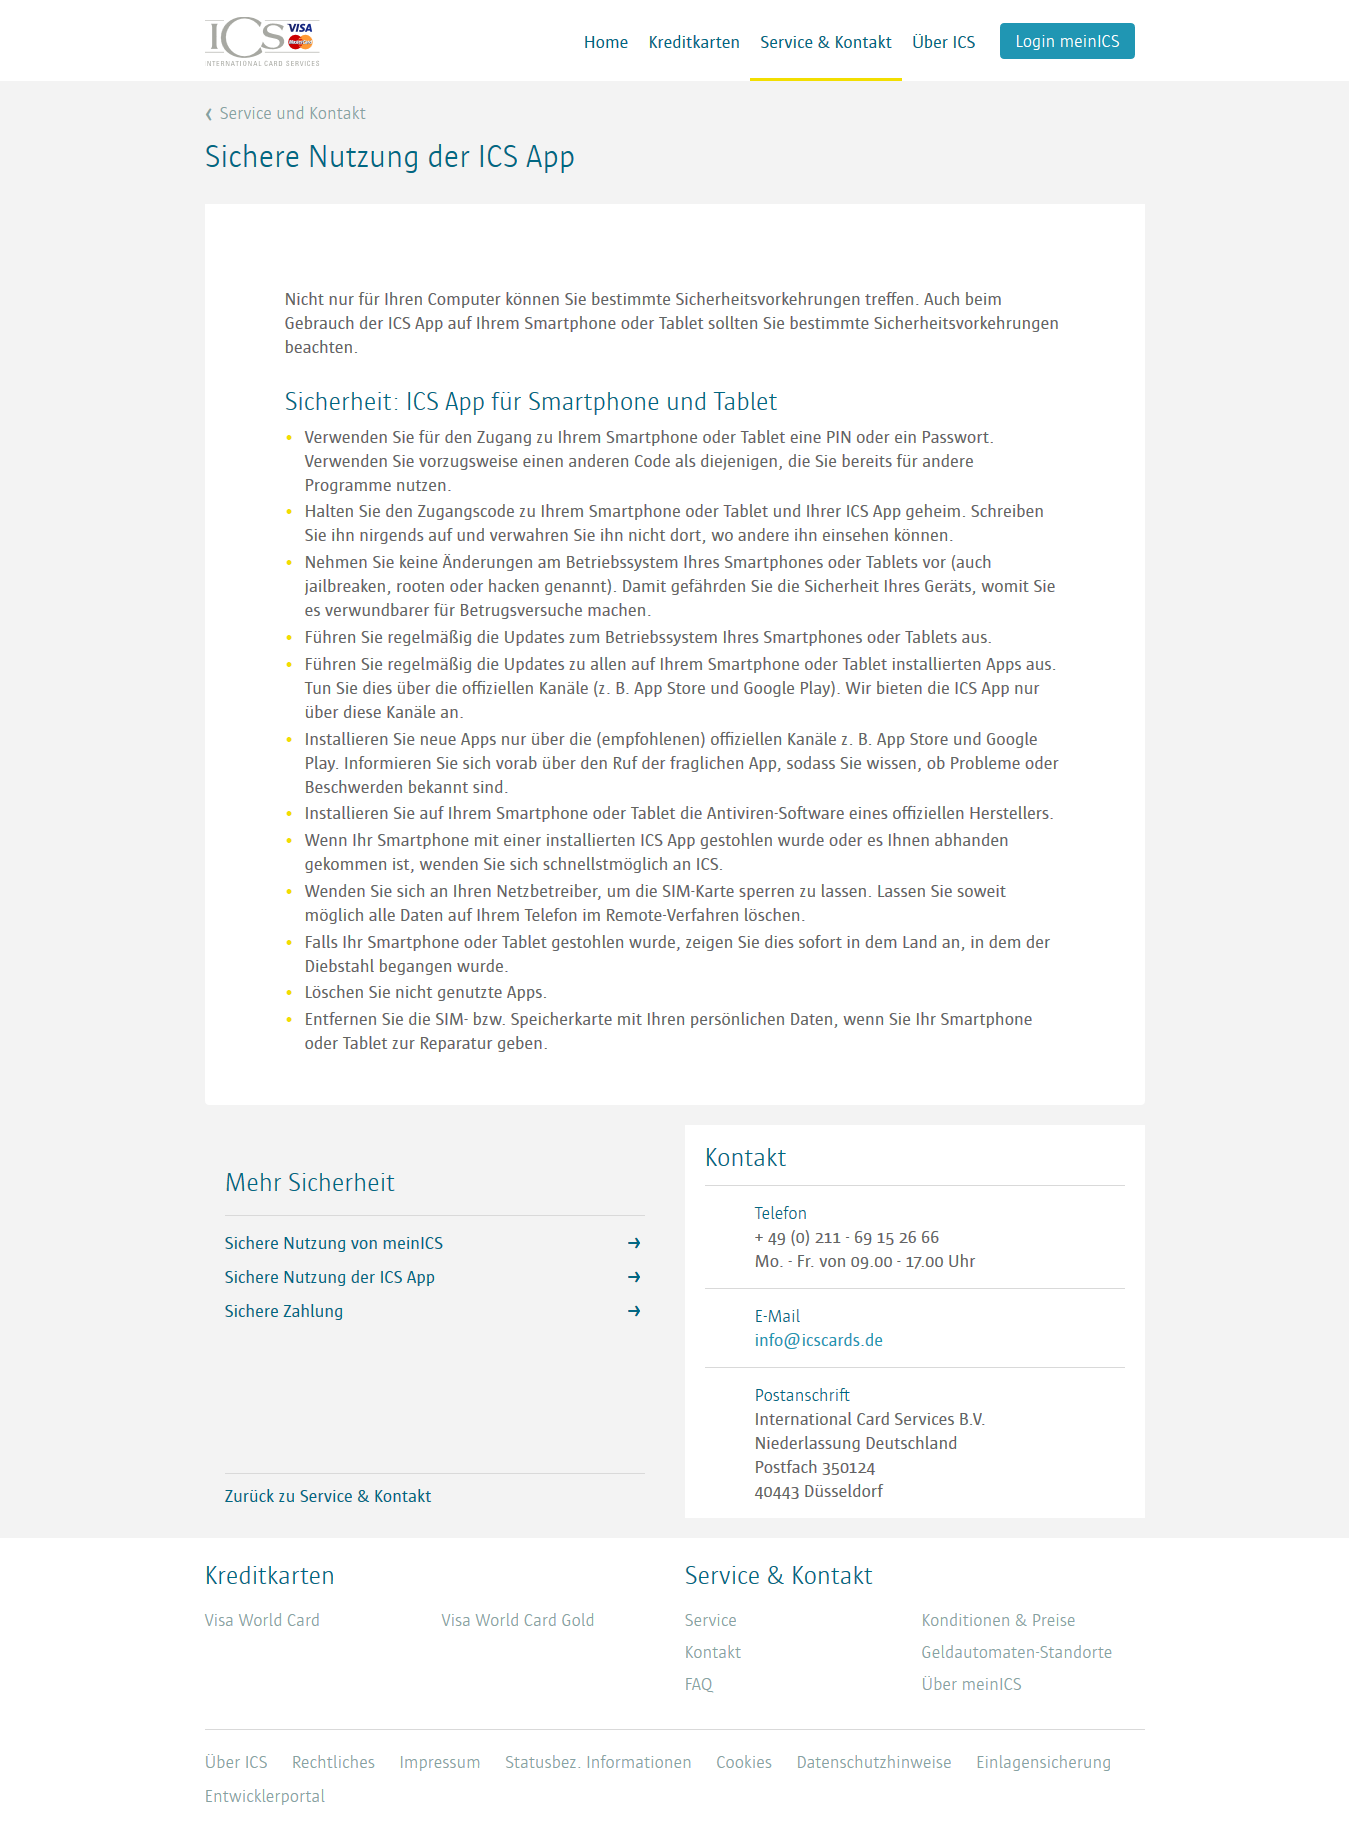 ICS
VISA
MasterCard
INTERNATIONAL CARD SERVICES
Home Kreditkarten Service & Kontakt Über ICS Login meinICS
Service und Kontakt
Sichere Nutzung der ICS App
Nicht nur für Ihren Computer können Sie bestimmte Sicherheitsvorkehrungen treffen. Auch beim
Gebrauch der ICS App auf Ihrem Smartphone oder Tablet sollten Sie bestimmte Sicherheitsvorkehrungen
beachten.
Sicherheit: ICS App für Smartphone und Tablet
• Verwenden Sie für den Zugang zu Ihrem Smartphone oder Tablet eine PIN oder ein Passwort.
Verwenden Sie vorzugsweise einen anderen Code als diejenigen, die Sie bereits für andere
Programme nutzen.
• Halten Sie den Zugangscode zu Ihrem Smartphone oder Tablet und Ihrer ICS App geheim. Schreiben
Sie ihn nirgends auf und verwahren Sie ihn nicht dort, wo andere ihn einsehen können.
• Nehmen Sie keine Änderungen am Betriebssystem Ihres Smartphones oder Tablets vor (auch
jailbreaken, rooten oder hacken genannt). Damit gefährden Sie die Sicherheit Ihres Geräts, womit Sie
es verwundbarer für Betrugsversuche machen.
• Führen Sie regelmäßig die Updates zum Betriebssystem Ihres Smartphones oder Tablets aus.
• Führen Sie regelmäßig die Updates zu allen auf Ihrem Smartphone oder Tablet installierten Apps aus.
Tun Sie dies über die offiziellen Kanäle (z. B. App Store und Google Play). Wir bieten die ICS App nur
über diese Kanäle an.
• Installieren Sie neue Apps nur über die (empfohlenen) offiziellen Kanäle z. B. App Store und Google
Play. Informieren Sie sich vorab über den Ruf der fraglichen App, sodass Sie wissen, ob Probleme oder
Beschwerden bekannt sind.
• Installieren Sie auf Ihrem Smartphone oder Tablet die Antiviren-Software eines offiziellen Herstellers.
• Wenn Ihr Smartphone mit einer installierten ICS App gestohlen wurde oder es Ihnen abhanden
gekommen ist, wenden Sie sich schnellstmöglich an ICS.
• Wenden Sie sich an Ihren Netzbetreiber, um die SIM-Karte sperren zu lassen. Lassen Sie soweit
möglich alle Daten auf Ihrem Telefon im Remote-Verfahren löschen.
• Falls Ihr Smartphone oder Tablet gestohlen wurde, zeigen Sie dies sofort in dem Land an, in dem der
Diebstahl begangen wurde.
• Löschen Sie nicht genutzte Apps.
• Entfernen Sie die SIM- bzw. Speicherkarte mit Ihren persönlichen Daten, wenn Sie Ihr Smartphone
oder Tablet zur Reparatur geben.
Mehr Sicherheit
Sichere Nutzung von meinICS
Sichere Nutzung der ICS App
Sichere Zahlung
Zurück zu Service & Kontakt
Kontakt
Telefon
+ 49 (0) 211 - 69 15 26 66
Mo. - Fr. von 09.00 - 17.00 Uhr
E-Mail
info@icscards.de
Postanschrift
International Card Services B.V.
Niederlassung Deutschland
Postfach 350124
40443 Düsseldorf
Kreditkarten
Visa World Card Visa World Card Gold
Service & Kontakt
Service Konditionen & Preise
Kontakt Geldautomaten-Standorte
FAQ Über meinICS
Über ICS Rechtliches Impressum Statusbez. Informationen Cookies Datenschutzhinweise Einlagensicherung
Entwicklerportal